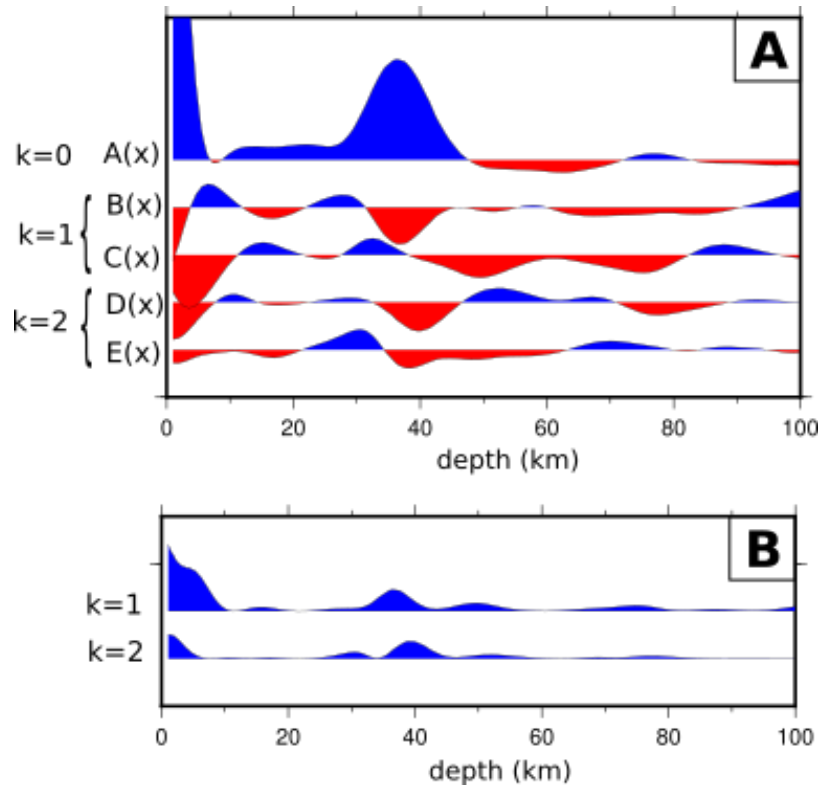 A
k=0 A(x)
k=1 { B(x)
C(x)
k=2 { D(x)
E(x)
0 20 40 60 80 100
depth (km)
B
k=1
k=2
0 20 40 60 80 100
depth (km)